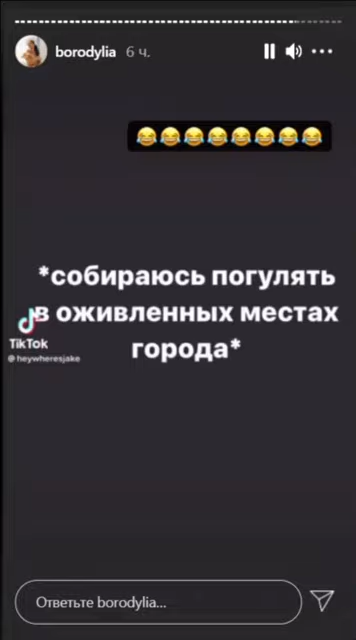 borodylia 6 ч.
😂😂😂😂😂😂😂😂
*собираюсь погулять
в оживленных местах
города*
TikTok
@heywheresjake
Ответьте borodylia...